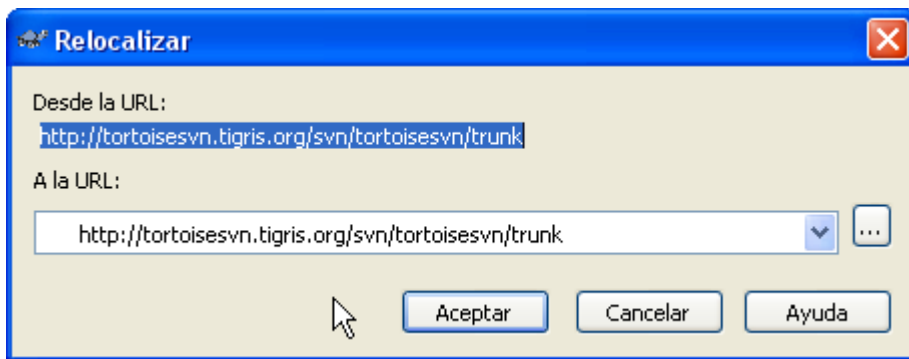 Relocalizar
Desde la URL:
http://tortoisesvn.tigris.org/svn/tortoisesvn/trunk
A la URL:
http://tortoisesvn.tigris.org/svn/tortoisesvn/trunk
...
Aceptar Cancelar Ayuda